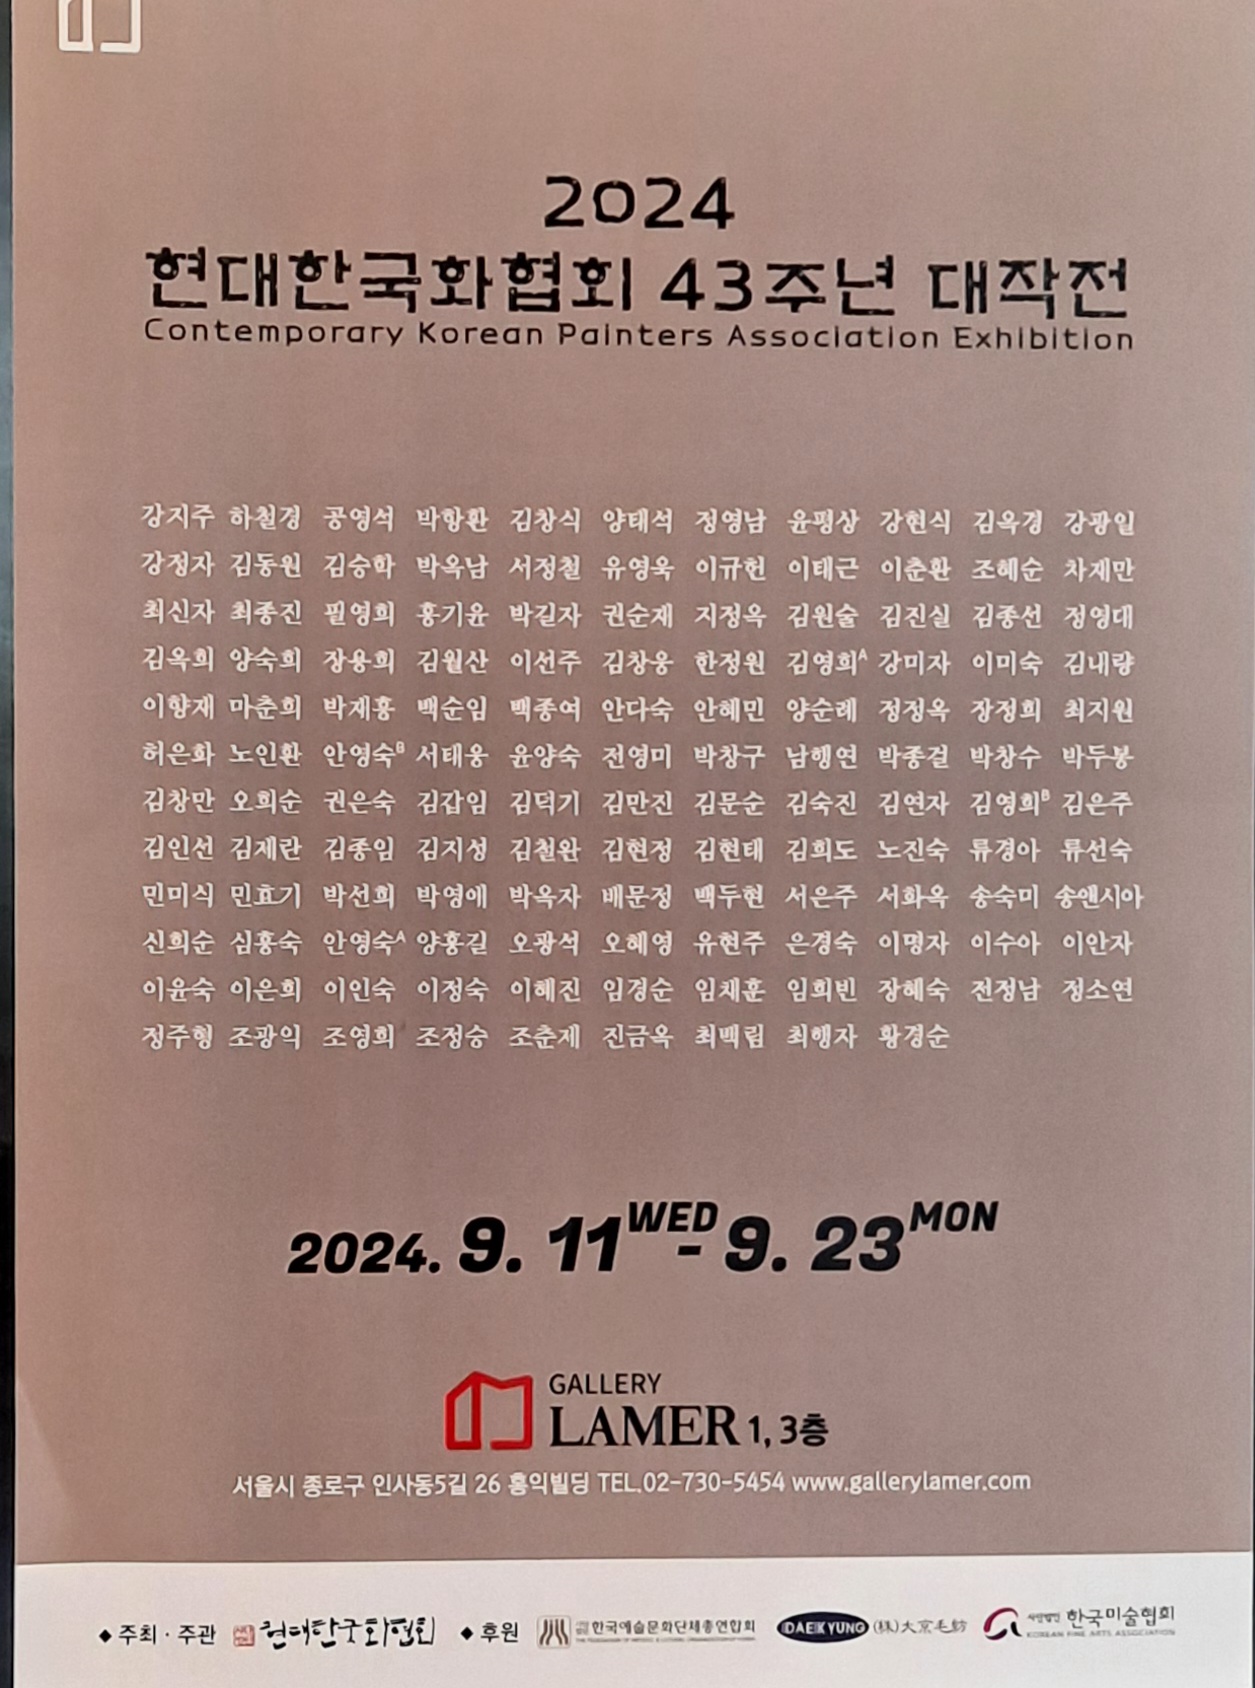 2024
현대한국화협회 43주년 대작전
Contemporary Korean Painters Association Exhibition
강지주 하철경 공영석 박항환 김창식 양태석 정영남 윤평상 강현식 김옥경 강광일
강정자 김동원 김승학 박옥남 서정철 유영욱 이규헌 이태근 이춘환 조혜순 차재만
최신자 최종진 필영희 홍기윤 박길자 권순재 지정옥 김원술 김진실 김종선 정영대
김옥희 양숙희 장용희 김월산 이선주 김창웅 한정원 김영희A 강미자 이미숙 김내량
이향재 마춘희 박재홍 백순임 백종여 안다숙 안혜민 양순례 정정옥 장정희 최지원
허은화 노인환 안영숙B 서태웅 윤양숙 전영미 박창구 남행연 박종걸 박창수 박두봉
김창만 오희순 권은숙 김갑임 김덕기 김만진 김문순 김숙진 김연자 김영희B 김은주
김인선 김제란 김종임 김지성 김철완 김현정 김현태 김희도 노진숙 류경아 류선숙
민미식 민효기 박선희 박영애 박옥자 배문정 백두현 서은주 서화옥 송숙미 송앤시아
신희순 심홍숙 안영숙A 양홍길 오광석 오혜영 유현주 은경숙 이명자 이수아 이안자
이윤숙 이은희 이인숙 이정숙 이혜진 임경순 임채훈 임희빈 장혜숙 전정남 정소연
정주형 조광익 조영희 조정승 조춘제 진금옥 최백림 최행자 황경순
2024. 9. 11 WED - 9. 23 MON
GALLERY
LAMER 1, 3층
서울시 종로구 인사동5길 26 홍익빌딩 TEL.02-730-5454 www.gallerylamer.com
◆ 주최 · 주관 현대한국화협회 ◆ 후원 한국예술문화단체총연합회 DAEKYUNG (株)大京毛紡 사단법인 한국미술협회
KOREAN FINE ARTS ASSOCIATION